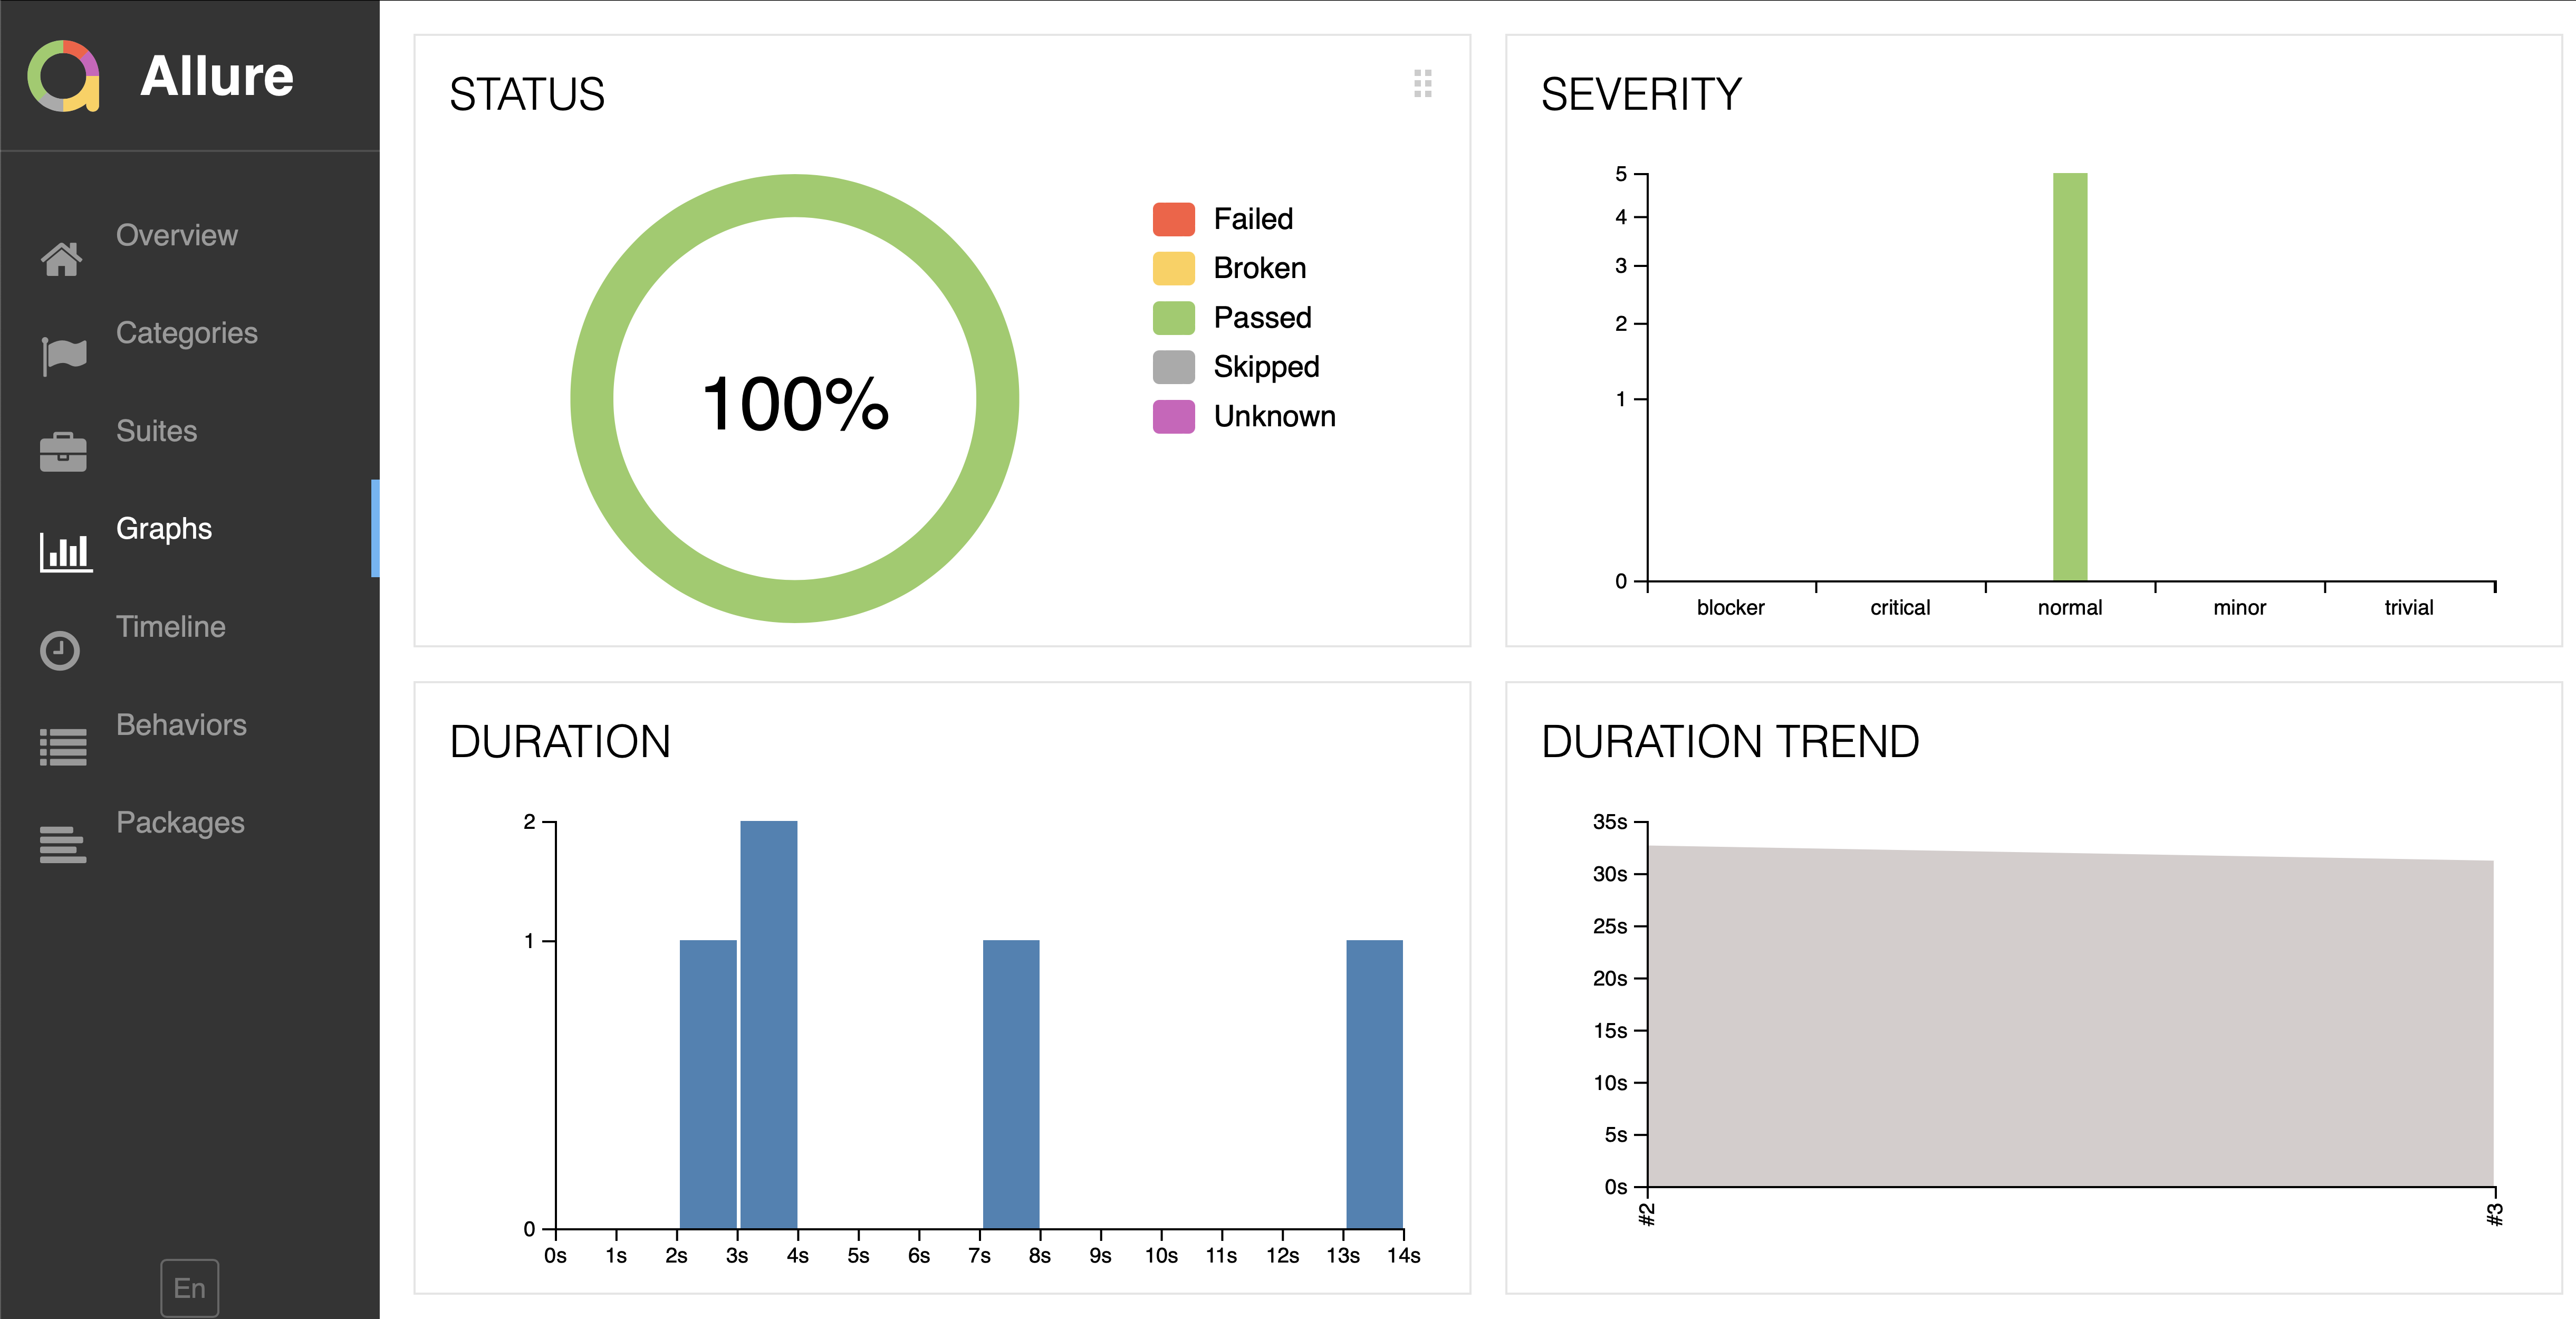 Allure
Overview
Categories
Suites
Graphs
Timeline
Behaviors
Packages
En
STATUS
100%
Failed
Broken
Passed
Skipped
Unknown
SEVERITY
5
4
3
2
1
0
blocker critical normal minor trivial
DURATION
2
1
0
0s 1s 2s 3s 4s 5s 6s 7s 8s 9s 10s 11s 12s 13s 14s
DURATION TREND
35s
30s
25s
20s
15s
10s
5s
0s
#2 #3